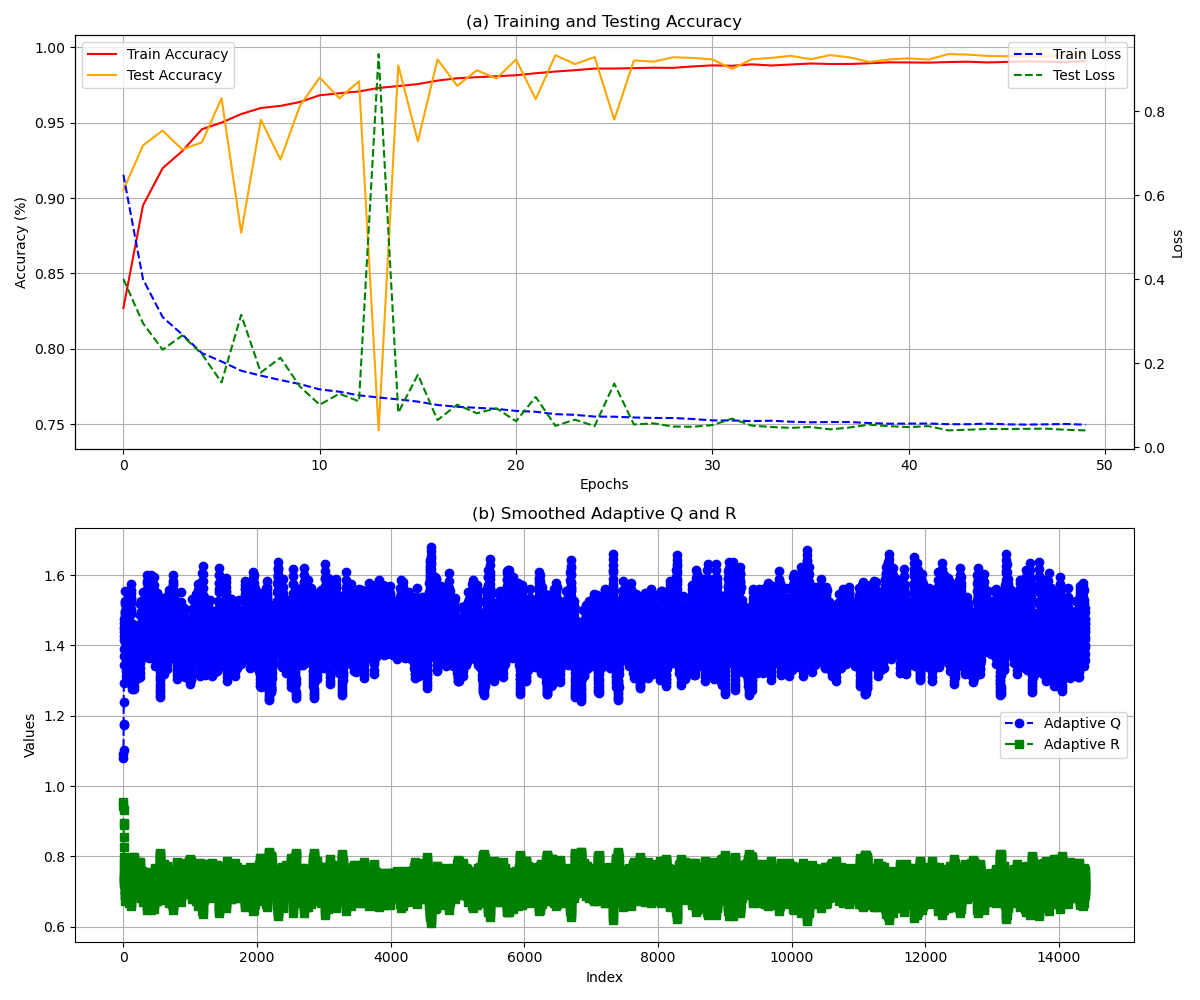 (a) Training and Testing Accuracy
1.00
0.95
0.90
0.85
0.80
0.75
Accuracy (%)
Train Accuracy
Test Accuracy
Train Loss
Test Loss
0.8
0.6
0.4
0.2
0.0
Loss
0 10 20 30 40 50
Epochs
(b) Smoothed Adaptive Q and R
1.6
1.4
1.2
1.0
0.8
0.6
Values
Adaptive Q
Adaptive R
0 2000 4000 6000 8000 10000 12000 14000
Index